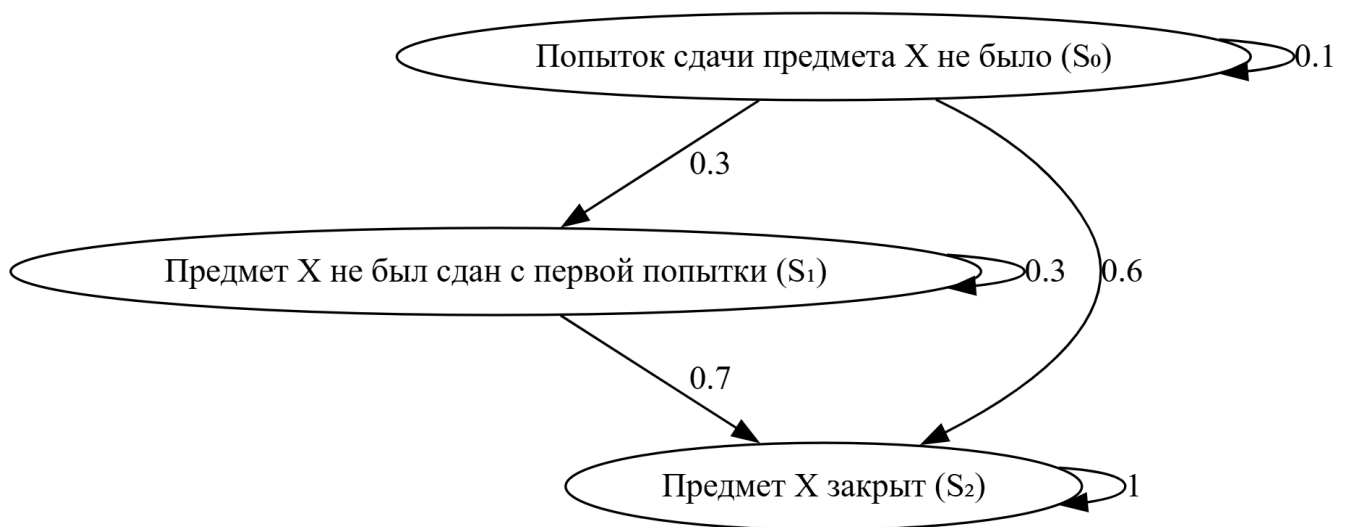 Попыток сдачи предмета X не было (S₀)
0.1
0.3
Предмет X не был сдан с первой попытки (S₁)
0.3
0.6
0.7
Предмет X закрыт (S₂)
1